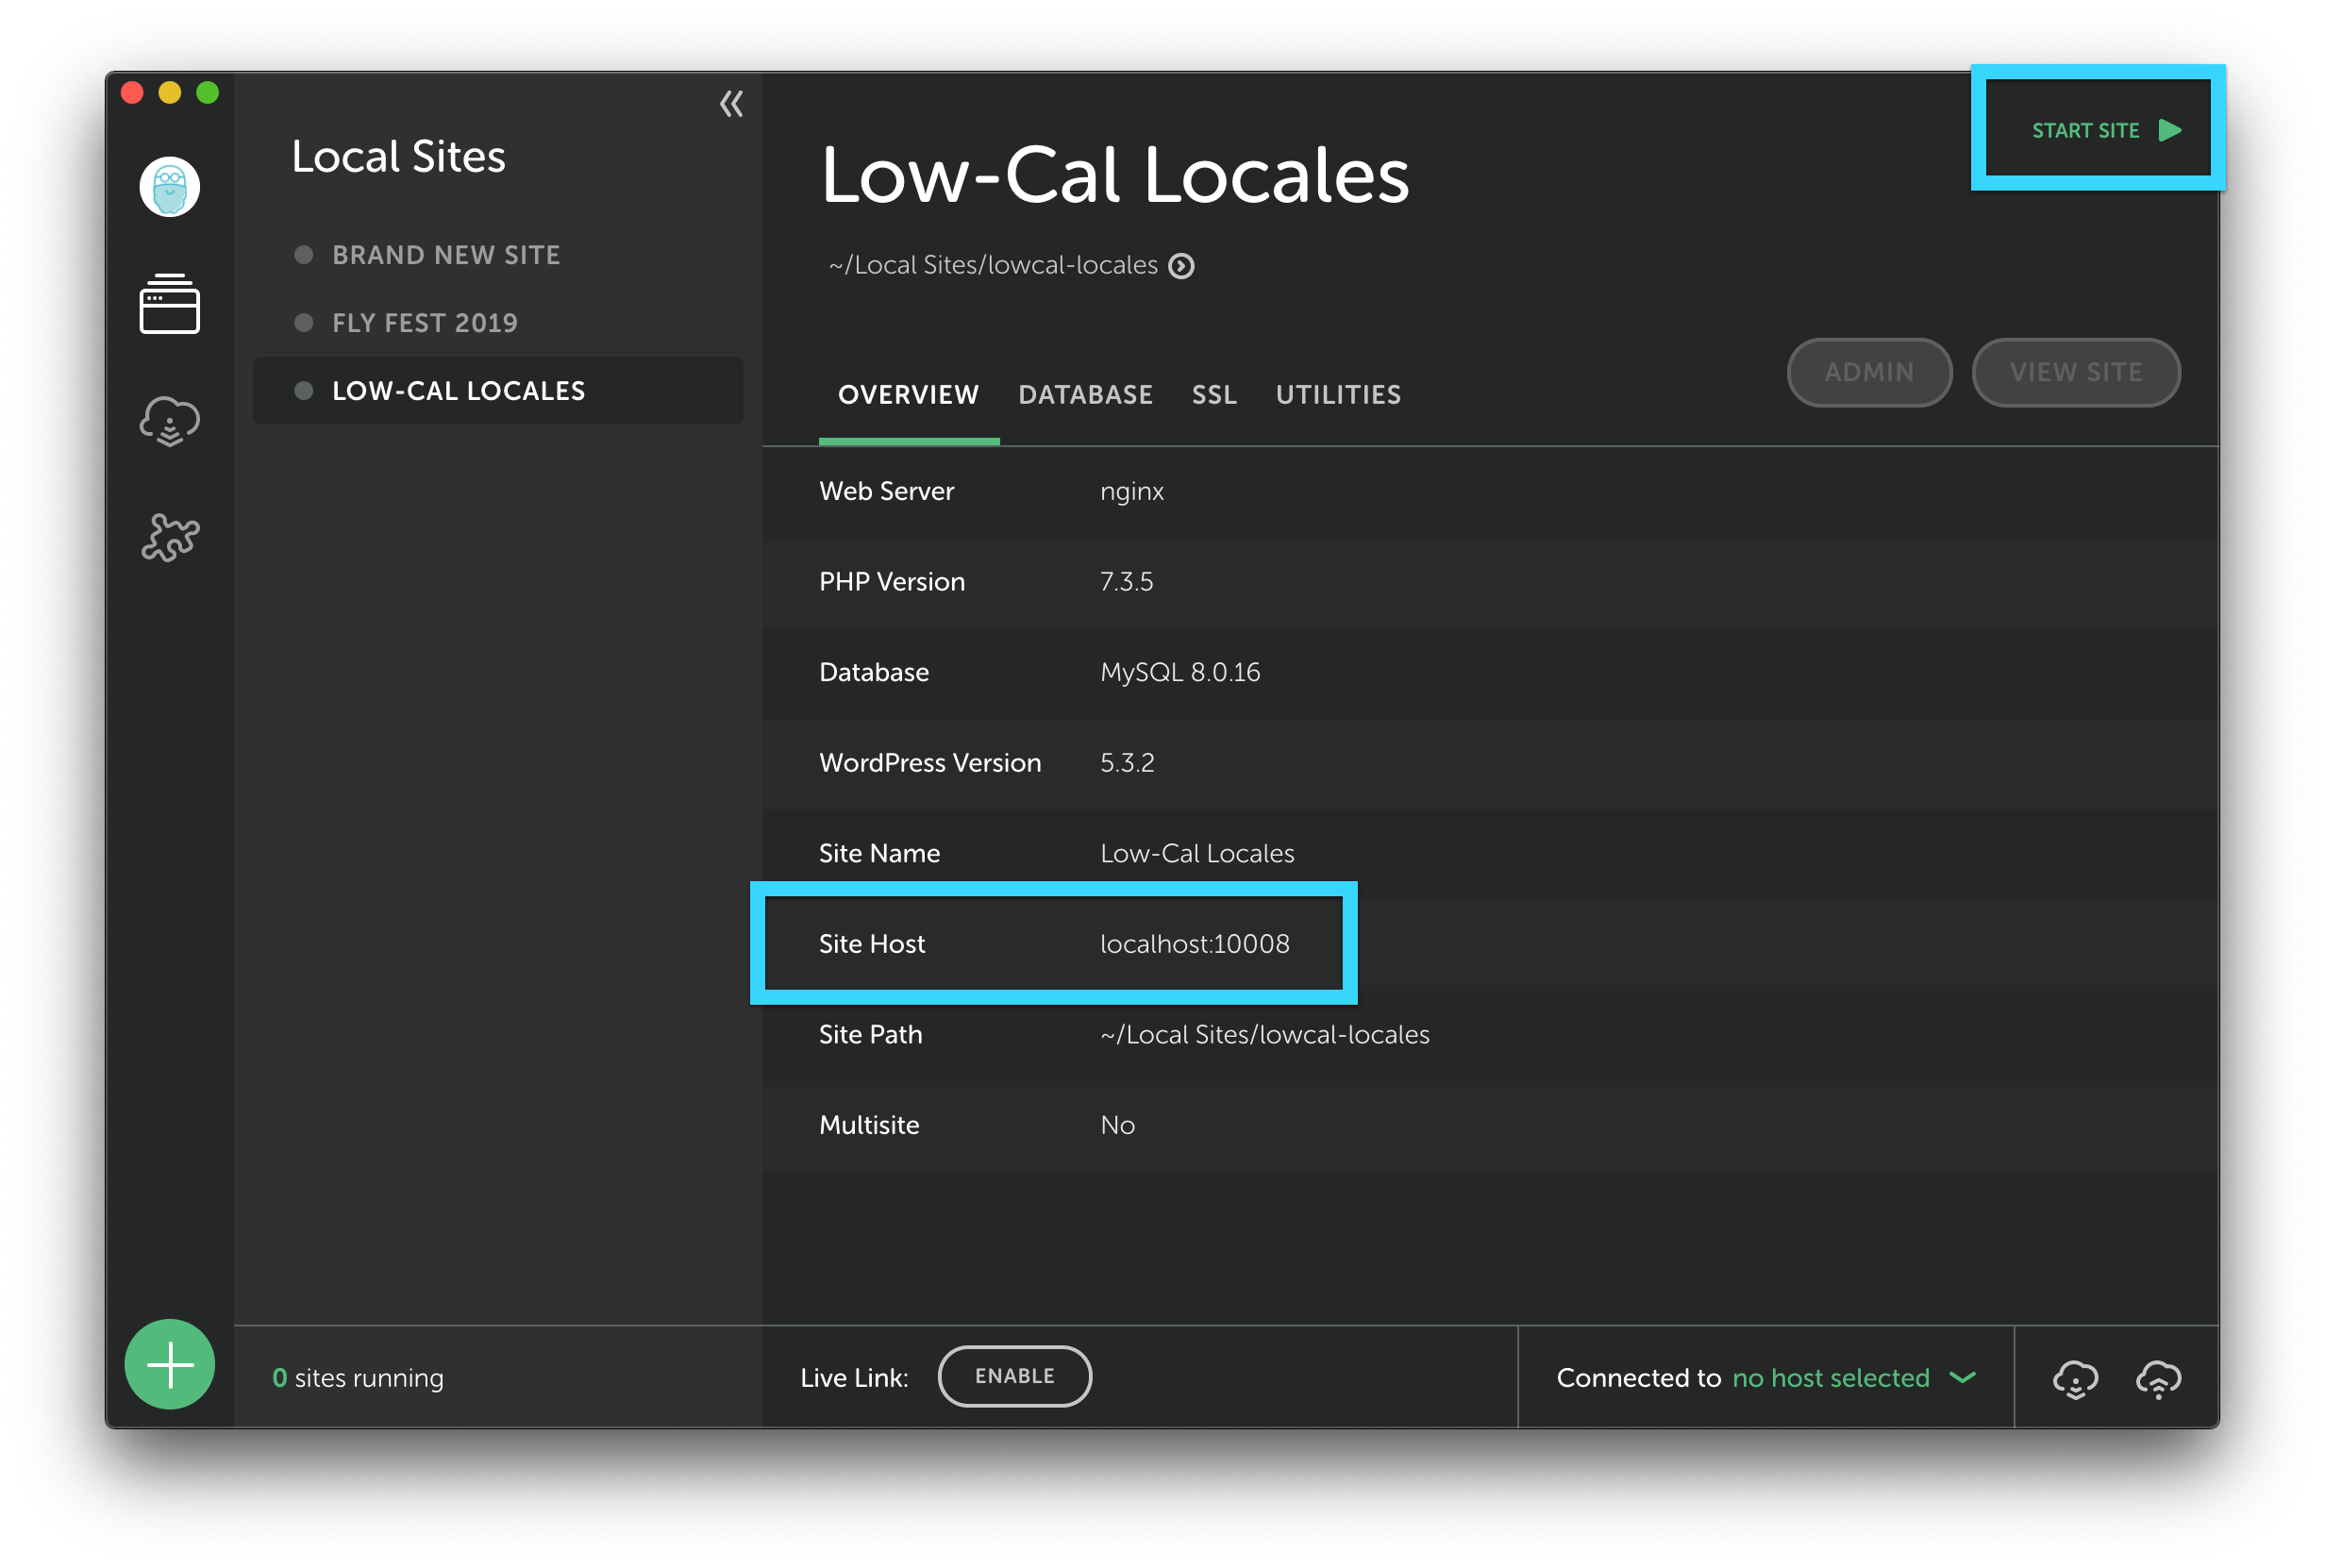 Local Sites
BRAND NEW SITE
FLY FEST 2019
LOW-CAL LOCALES
0 sites running
START SITE
Low-Cal Locales
~/Local Sites/lowcal-locales
ADMIN VIEW SITE
OVERVIEW DATABASE SSL UTILITIES
Web Server nginx
PHP Version 7.3.5
Database MySQL 8.0.16
WordPress Version 5.3.2
Site Name Low-Cal Locales
Site Host localhost:10008
Site Path ~/Local Sites/lowcal-locales
Multisite No
Live Link: ENABLE
Connected to no host selected